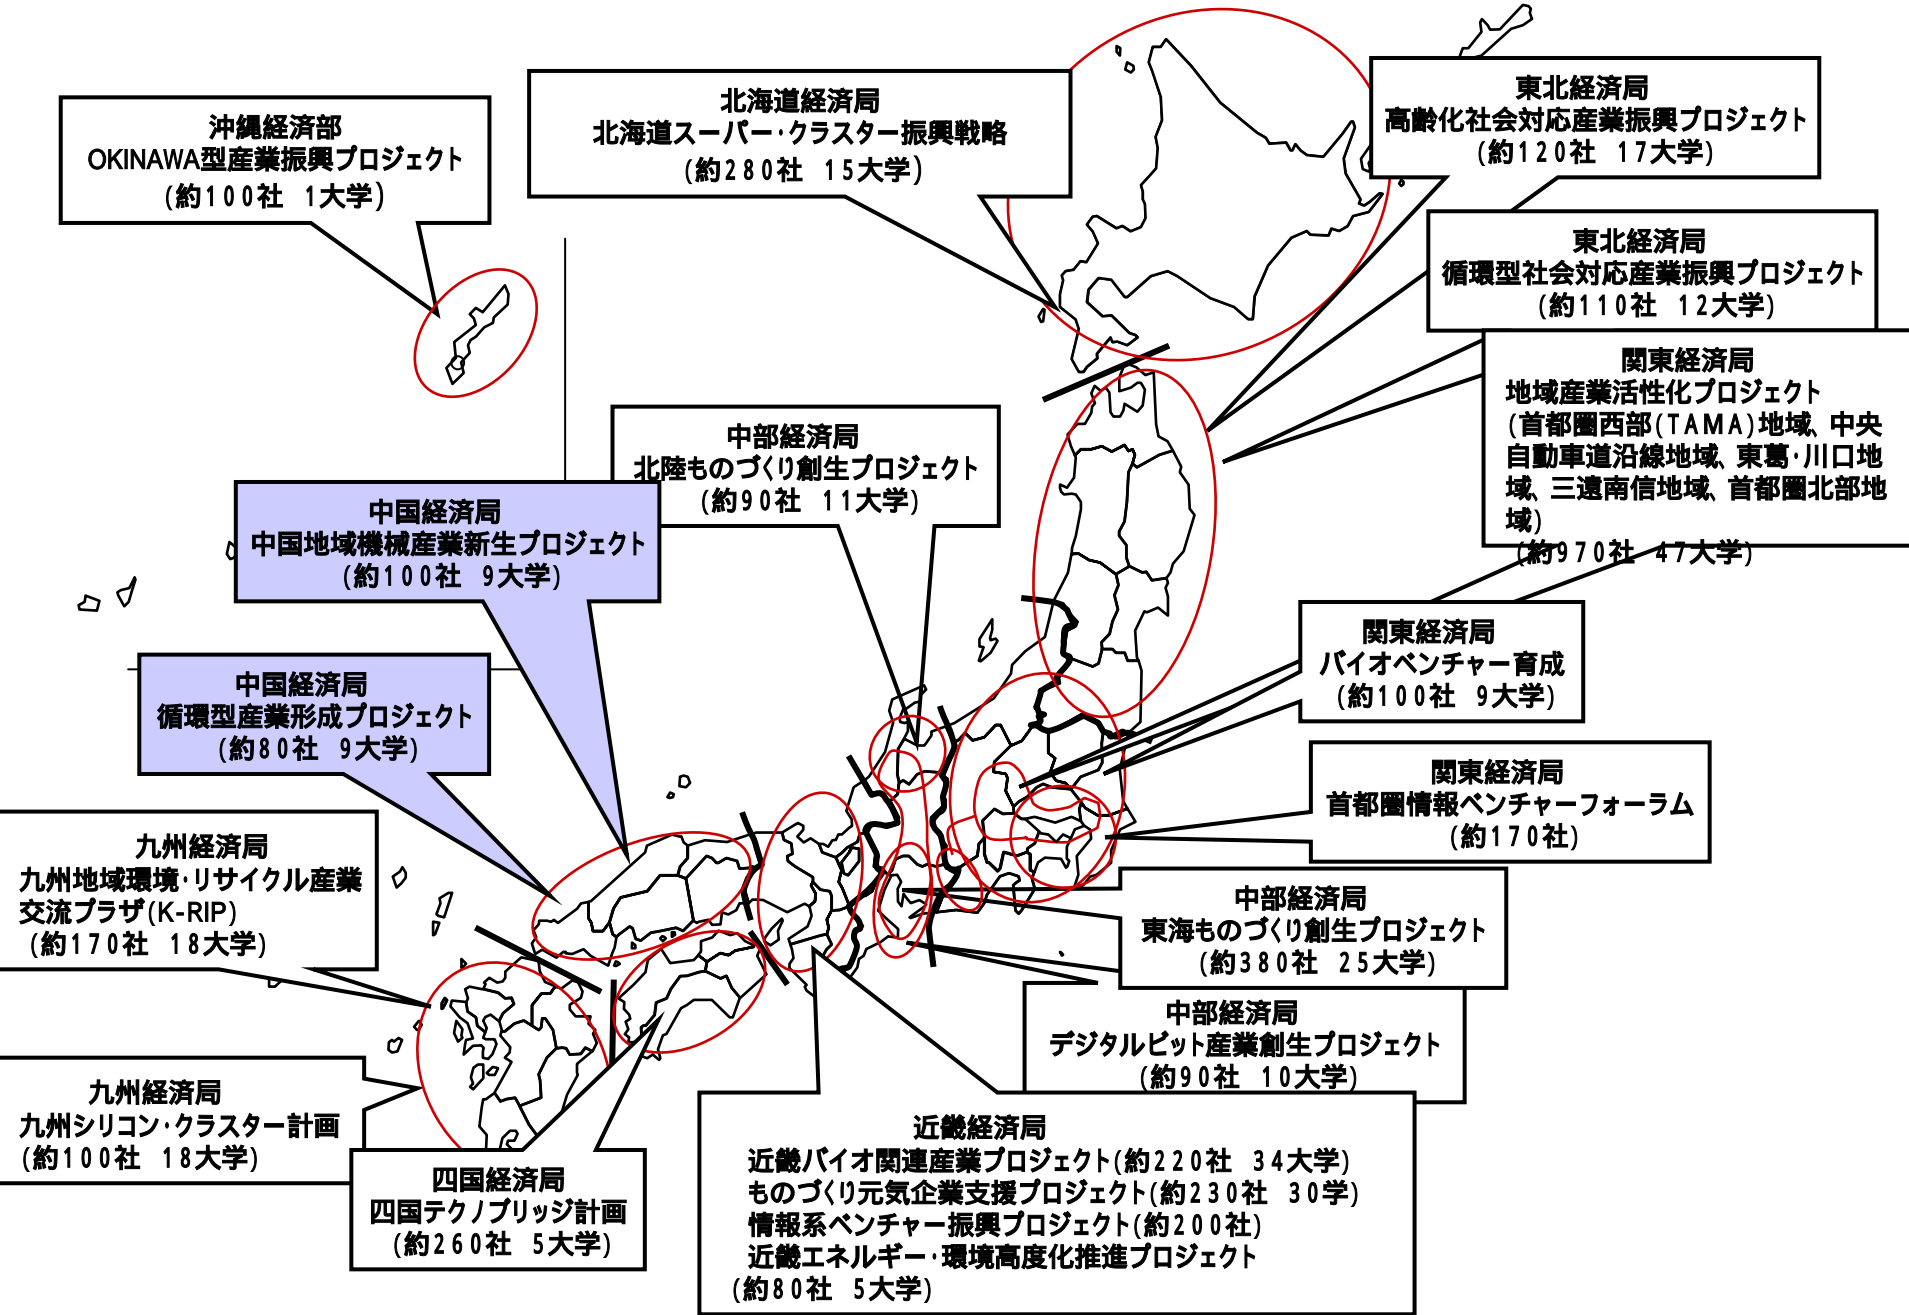 沖縄経済部
OKINAWA型産業振興プロジェクト
(約100社 1大学)
北海道経済局
北海道スーパー・クラスター振興戦略
(約280社 15大学)
東北経済局
高齢化社会対応産業振興プロジェクト
(約120社 17大学)
東北経済局
循環型社会対応産業振興プロジェクト
(約110社 12大学)
関東経済局
地域産業活性化プロジェクト
(首都圏西部(TAMA)地域、中央
自動車道沿線地域、東葛・川口地
域、三遠南信地域、首都圏北部地
域)
(約970社 47大学)
中部経済局
北陸ものづくり創生プロジェクト
(約90社 11大学)
中国経済局
中国地域機械産業新生プロジェクト
(約100社 9大学)
関東経済局
バイオベンチャー育成
(約100社 9大学)
中国経済局
循環型産業形成プロジェクト
(約80社 9大学)
関東経済局
首都圏情報ベンチャーフォーラム
(約170社)
九州経済局
九州地域環境・リサイクル産業
交流プラザ(K-RIP)
(約170社 18大学)
中部経済局
東海ものづくり創生プロジェクト
(約380社 25大学)
中部経済局
デジタルビット産業創生プロジェクト
(約90社 10大学)
九州経済局
九州シリコン・クラスター計画
(約100社 18大学)
四国経済局
四国テクノブリッジ計画
(約260社 5大学)
近畿経済局
近畿バイオ関連産業プロジェクト(約220社 34大学)
ものづくり元気企業支援プロジェクト(約230社 30学)
情報系ベンチャー振興プロジェクト(約200社)
近畿エネルギー・環境高度化推進プロジェクト
(約80社 5大学)